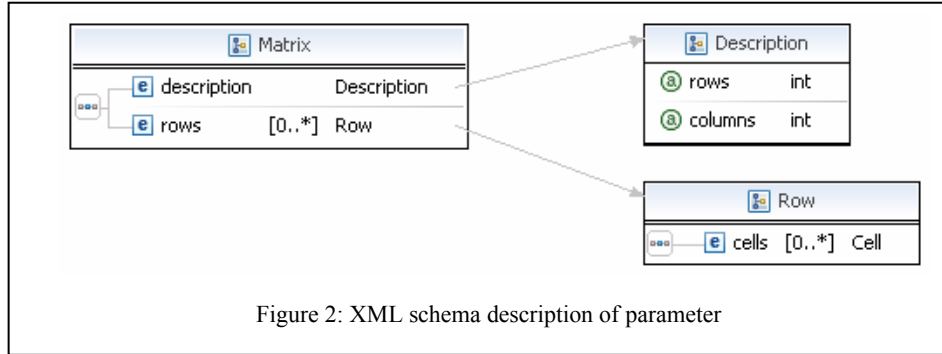 Matrix
e description Description
e rows [0..*] Row
Description
a rows int
a columns int
Row
e cells [0..*] Cell
Figure 2: XML schema description of parameter